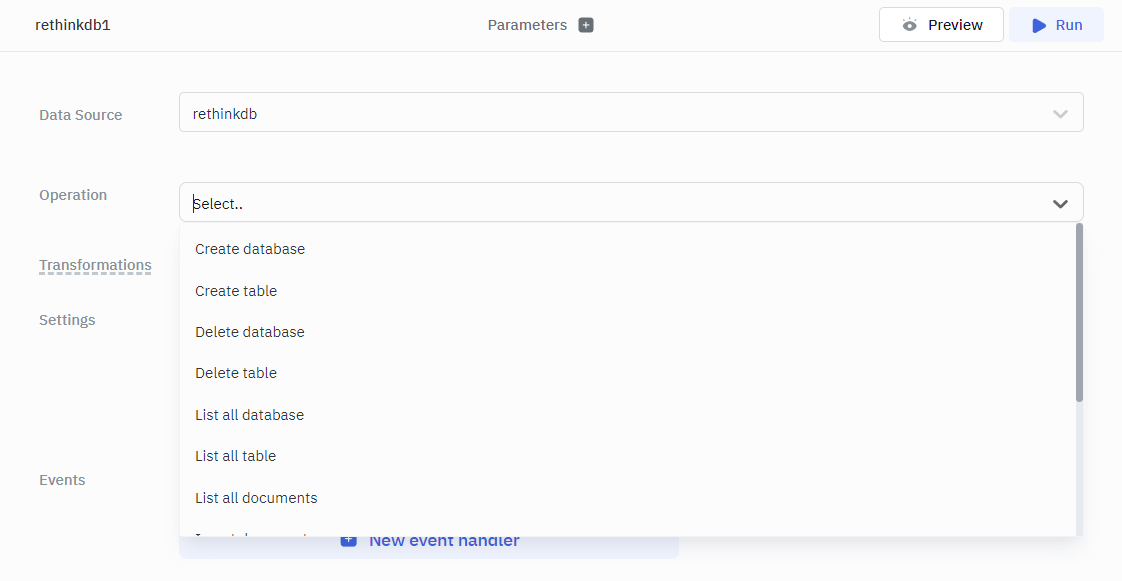 rethinkdb1
Parameters
Preview
Run
Data Source
rethinkdb
Operation
Select..
Create database
Create table
Transformations
Settings
Delete database
Delete table
List all database
List all table
Events
List all documents
New event handler